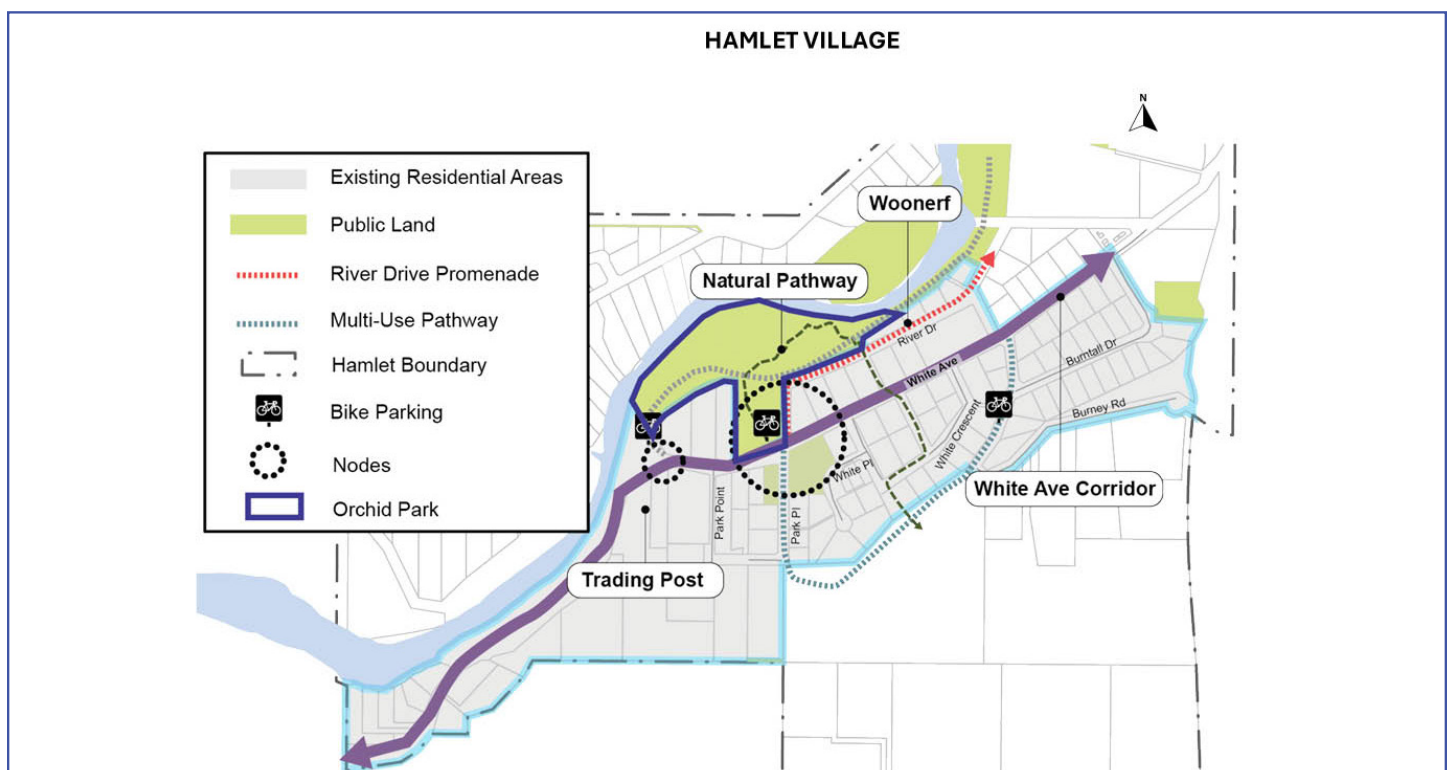 HAMLET VILLAGE
N
Existing Residential Areas
Public Land
River Drive Promenade
Multi-Use Pathway
Hamlet Boundary
Bike Parking
Nodes
Orchid Park
Woonerf
Natural Pathway
River Dr
White Ave
Burntall Dr
Burney Rd
White Crescent
White Pl
Park Point
Park Pl
White Ave Corridor
Trading Post